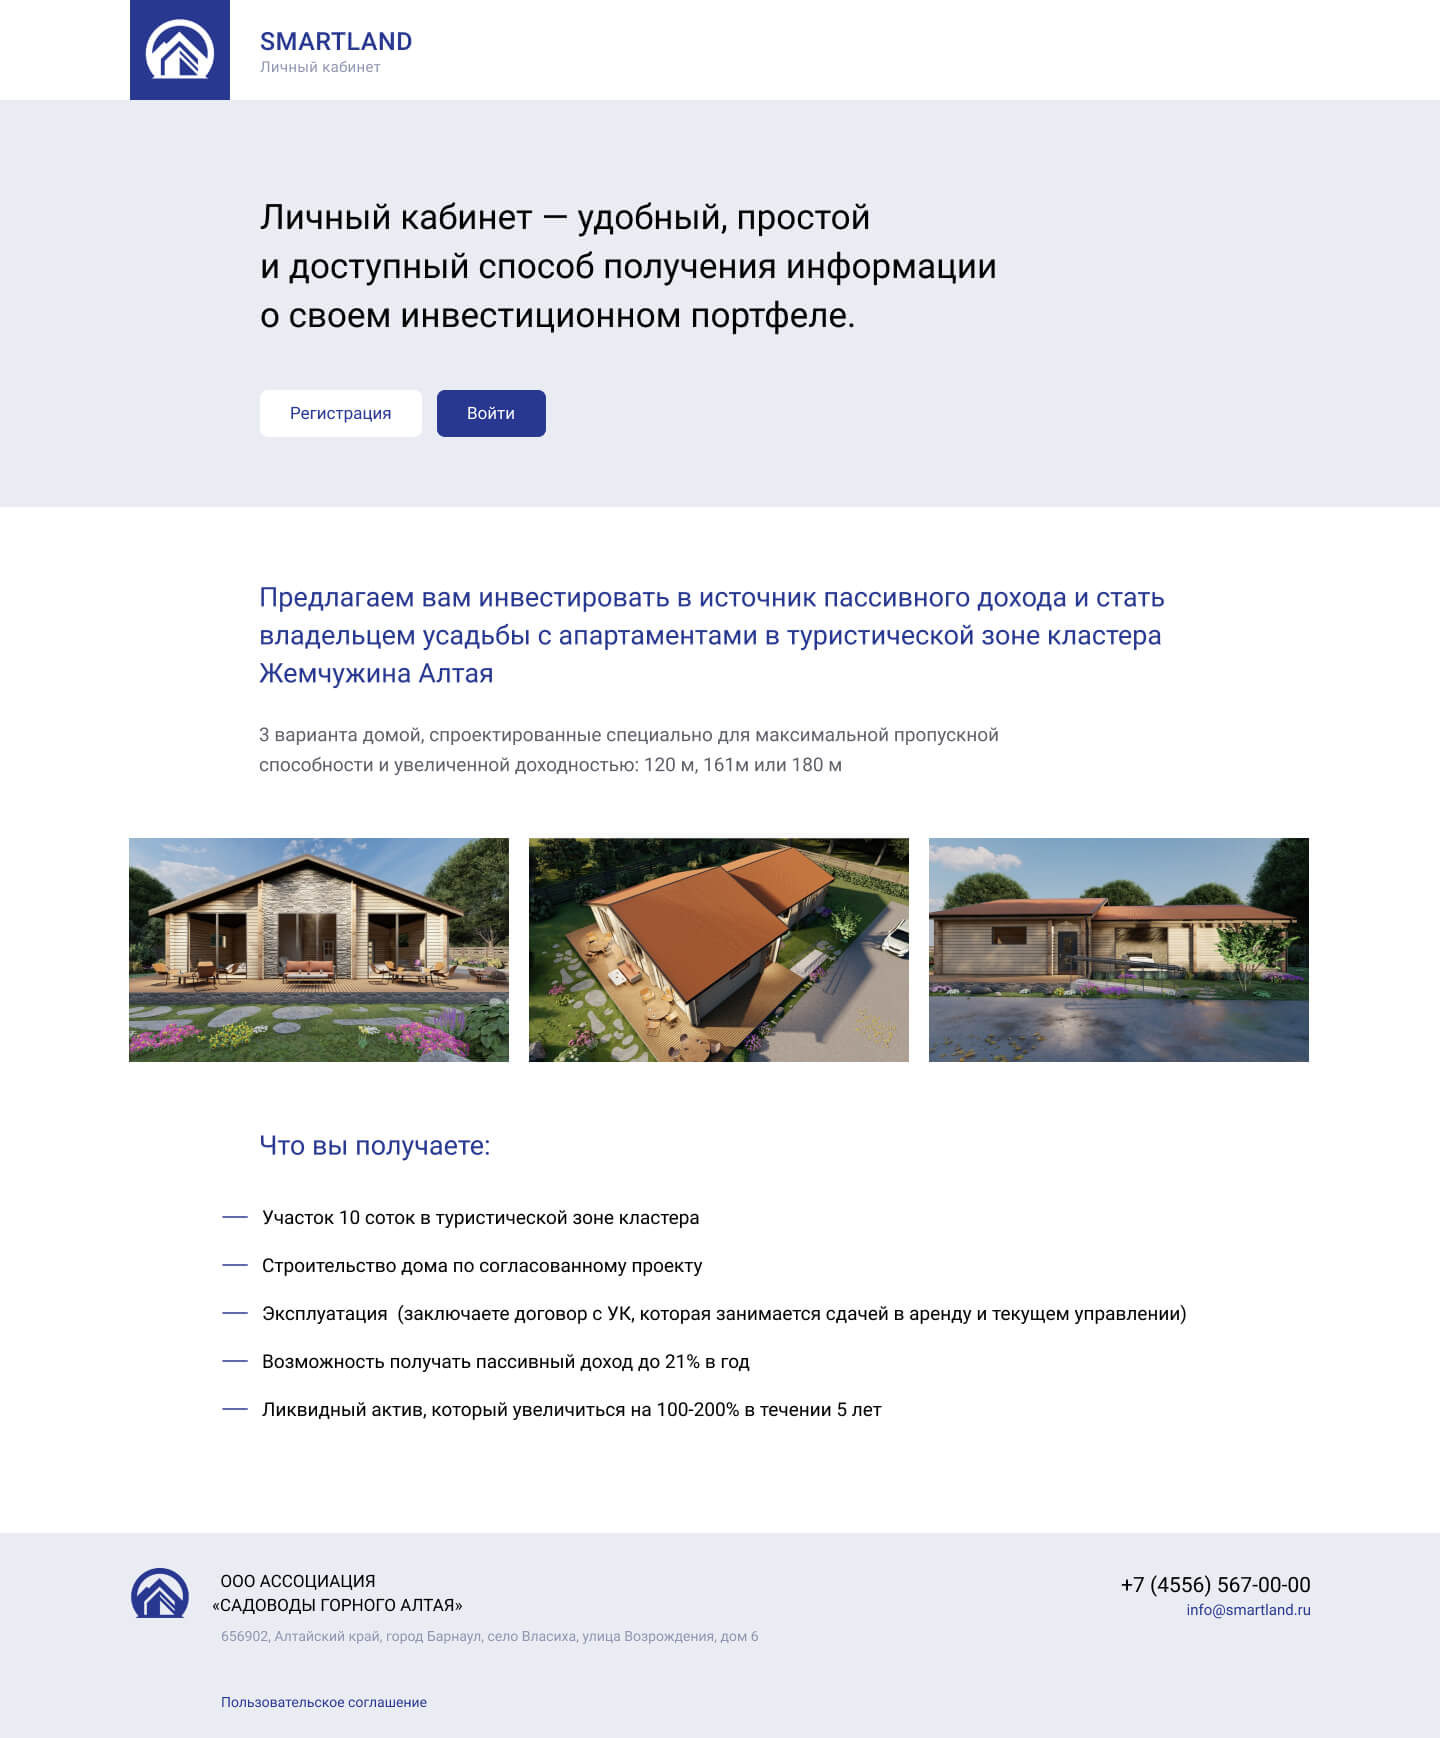 SMARTLAND
Личный кабинет
Личный кабинет — удобный, простой
и доступный способ получения информации
о своем инвестиционном портфеле.
Регистрация
Войти
Предлагаем вам инвестировать в источник пассивного дохода и стать
владельцем усадьбы с апартаментами в туристической зоне кластера
Жемчужина Алтая
3 варианта домой, спроектированные специально для максимальной пропускной
способности и увеличенной доходностью: 120 м, 161м или 180 м
Что вы получаете:
— Участок 10 соток в туристической зоне кластера
— Строительство дома по согласованному проекту
— Эксплуатация  (заключаете договор с УК, которая занимается сдачей в аренду и текущем управлении)
— Возможность получать пассивный доход до 21% в год
— Ликвидный актив, который увеличиться на 100-200% в течении 5 лет
ООО АССОЦИАЦИЯ
«САДОВОДЫ ГОРНОГО АЛТАЯ»
656902, Алтайский край, город Барнаул, село Власиха, улица Возрождения, дом 6
Пользовательское соглашение
+7 (4556) 567-00-00
info@smartland.ru